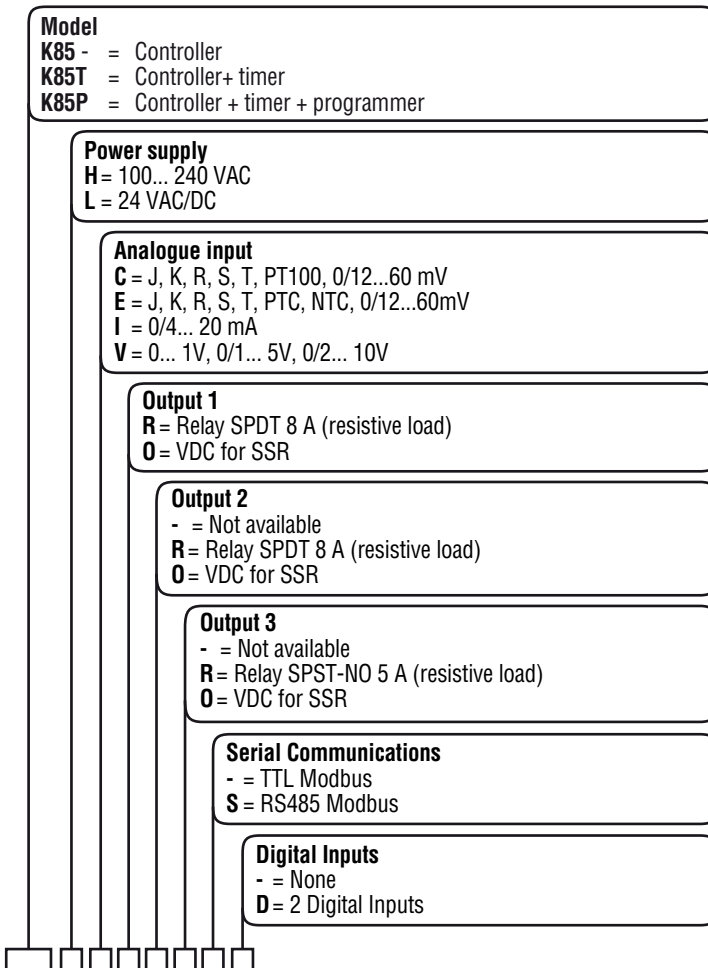 Model
K85 - = Controller
K85T = Controller+ timer
K85P = Controller + timer + programmer
Power supply
H = 100... 240 VAC
L = 24 VAC/DC
Analogue input
C = J, K, R, S, T, PT100, 0/12...60 mV
E = J, K, R, S, T, PTC, NTC, 0/12...60mV
I = 0/4... 20 mA
V = 0... 1V, 0/1... 5V, 0/2... 10V
Output 1
R = Relay SPDT 8 A (resistive load)
O = VDC for SSR
Output 2
- = Not available
R = Relay SPDT 8 A (resistive load)
O = VDC for SSR
Output 3
- = Not available
R = Relay SPST-NO 5 A (resistive load)
O = VDC for SSR
Serial Communications
- = TTL Modbus
S = RS485 Modbus
Digital Inputs
- = None
D = 2 Digital Inputs